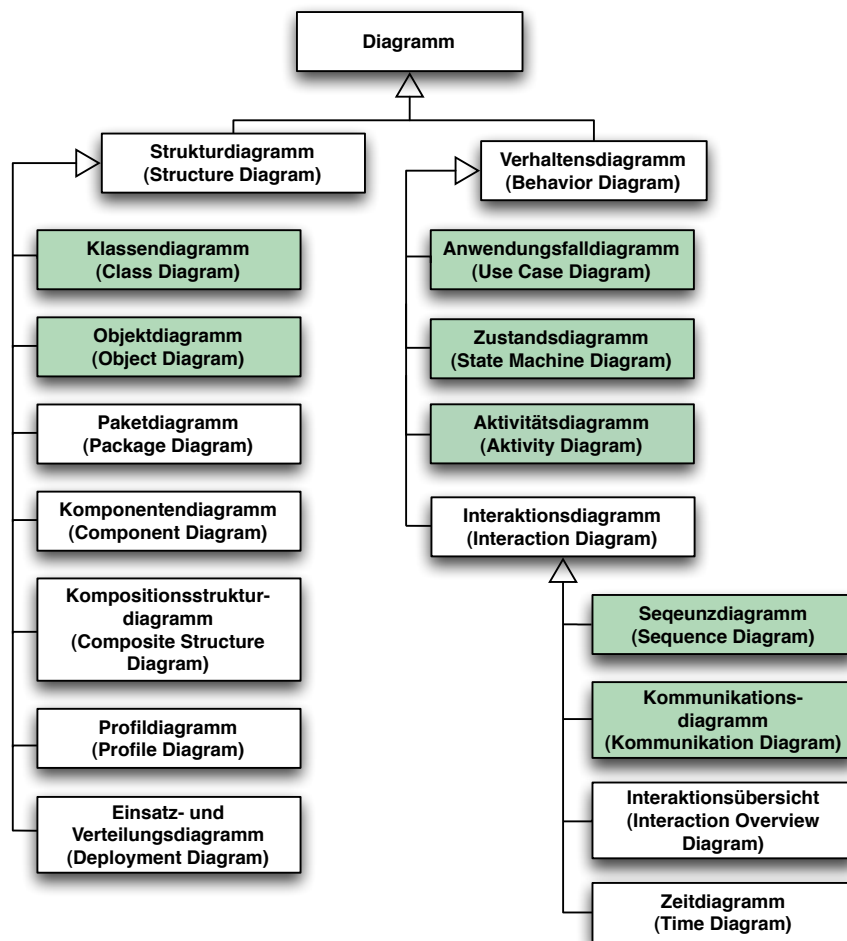 Diagramm
Strukturdiagramm
(Structure Diagram)
Klassendiagramm
(Class Diagram)
Objektdiagramm
(Object Diagram)
Paketdiagramm
(Package Diagram)
Komponentendiagramm
(Component Diagram)
Kompositionsstruktur-
diagramm
(Composite Structure
Diagram)
Profildiagramm
(Profile Diagram)
Einsatz- und
Verteilungsdiagramm
(Deployment Diagram)
Verhaltensdiagramm
(Behavior Diagram)
Anwendungsfalldiagramm
(Use Case Diagram)
Zustandsdiagramm
(State Machine Diagram)
Aktivitätsdiagramm
(Aktivity Diagram)
Interaktionsdiagramm
(Interaction Diagram)
Seqeunzdiagramm
(Sequence Diagram)
Kommunikations-
diagramm
(Kommunikation Diagram)
Interaktionsübersicht
(Interaction Overview
Diagram)
Zeitdiagramm
(Time Diagram)